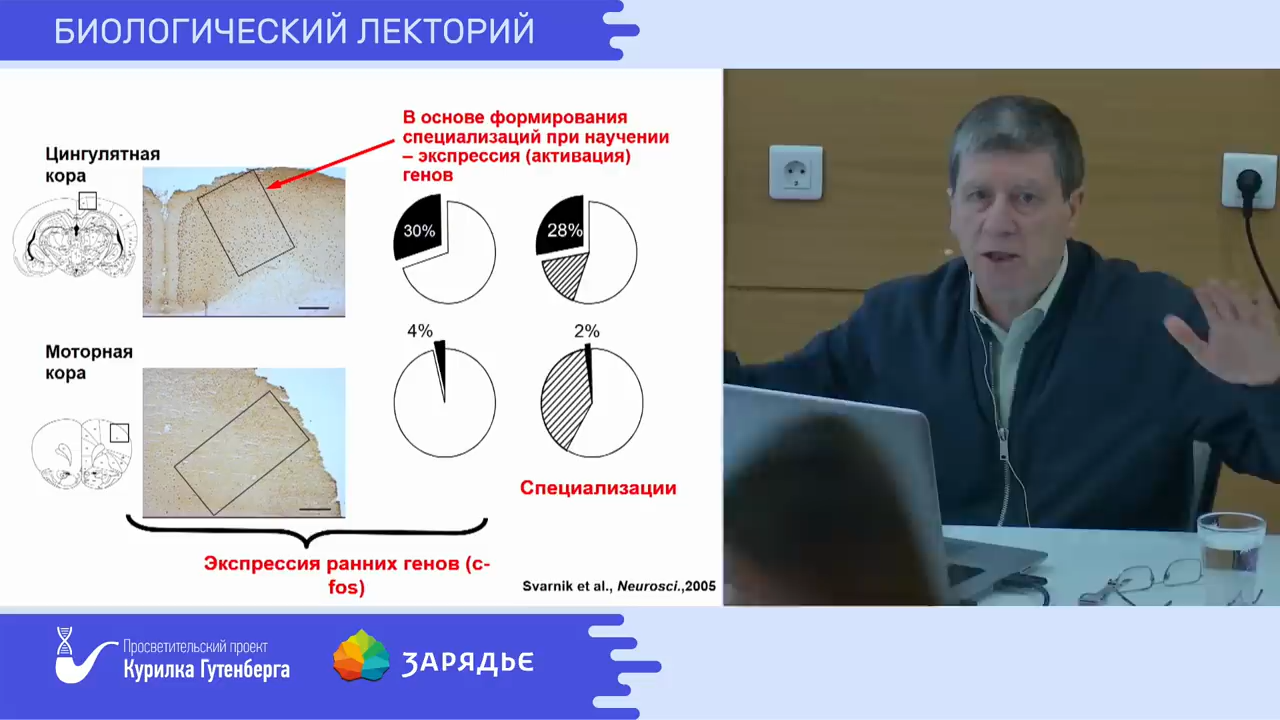 БИОЛОГИЧЕСКИЙ ЛЕКТОРИЙ
В основе формирования
специализаций при научении
– экспрессия (активация)
генов
Цингулятная
кора
30%
28%
Моторная
кора
4%
2%
Специализации
Экспрессия ранних генов (c-
fos)
Svarnik et al., Neurosci.,2005
Просветительский проект
Курилка Гутенберга
ЗАРЯДЬЕ